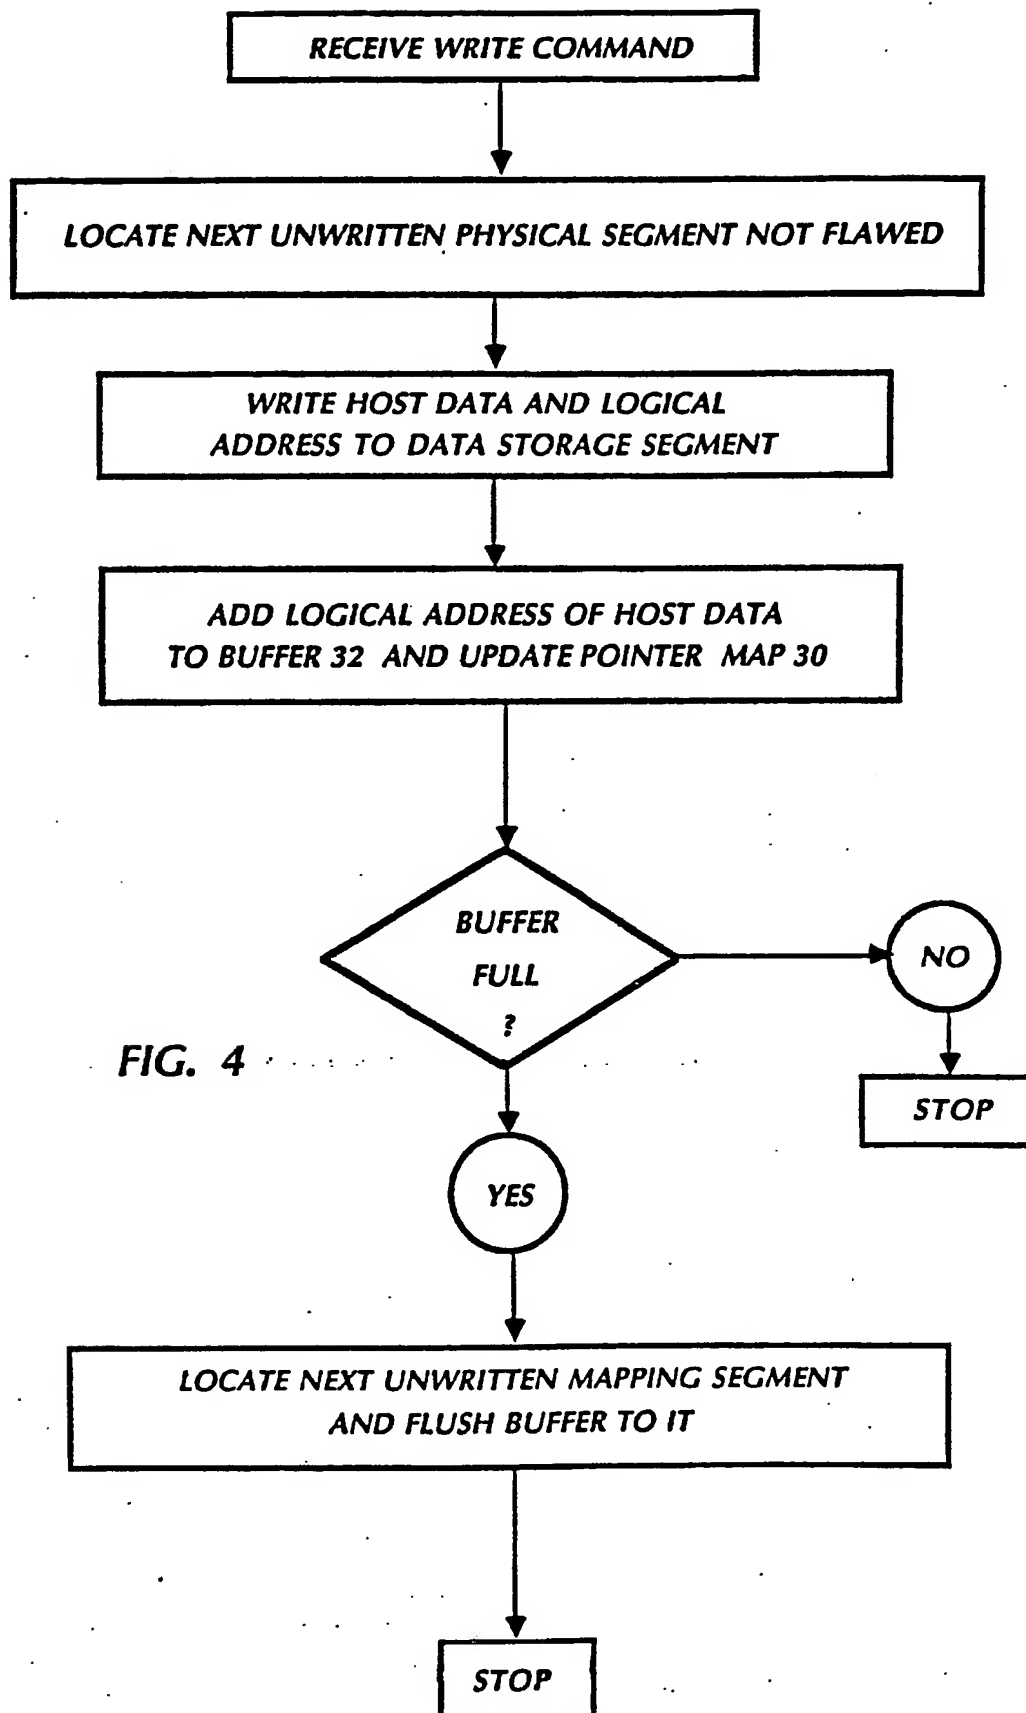 RECEIVE WRITE COMMAND
LOCATE NEXT UNWRITTEN PHYSICAL SEGMENT NOT FLAWED
WRITE HOST DATA AND LOGICAL
ADDRESS TO DATA STORAGE SEGMENT
ADD LOGICAL ADDRESS OF HOST DATA
TO BUFFER 32 AND UPDATE POINTER MAP 30
BUFFER
FULL
?
NO
STOP
FIG. 4
YES
LOCATE NEXT UNWRITTEN MAPPING SEGMENT
AND FLUSH BUFFER TO IT
STOP